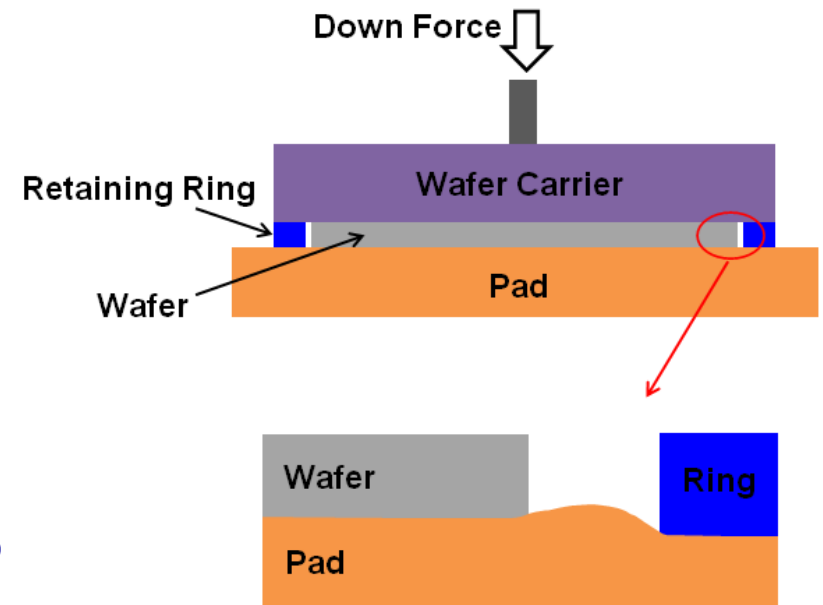 Down Force
Wafer Carrier
Retaining Ring
Wafer
Pad
Wafer
Ring
Pad